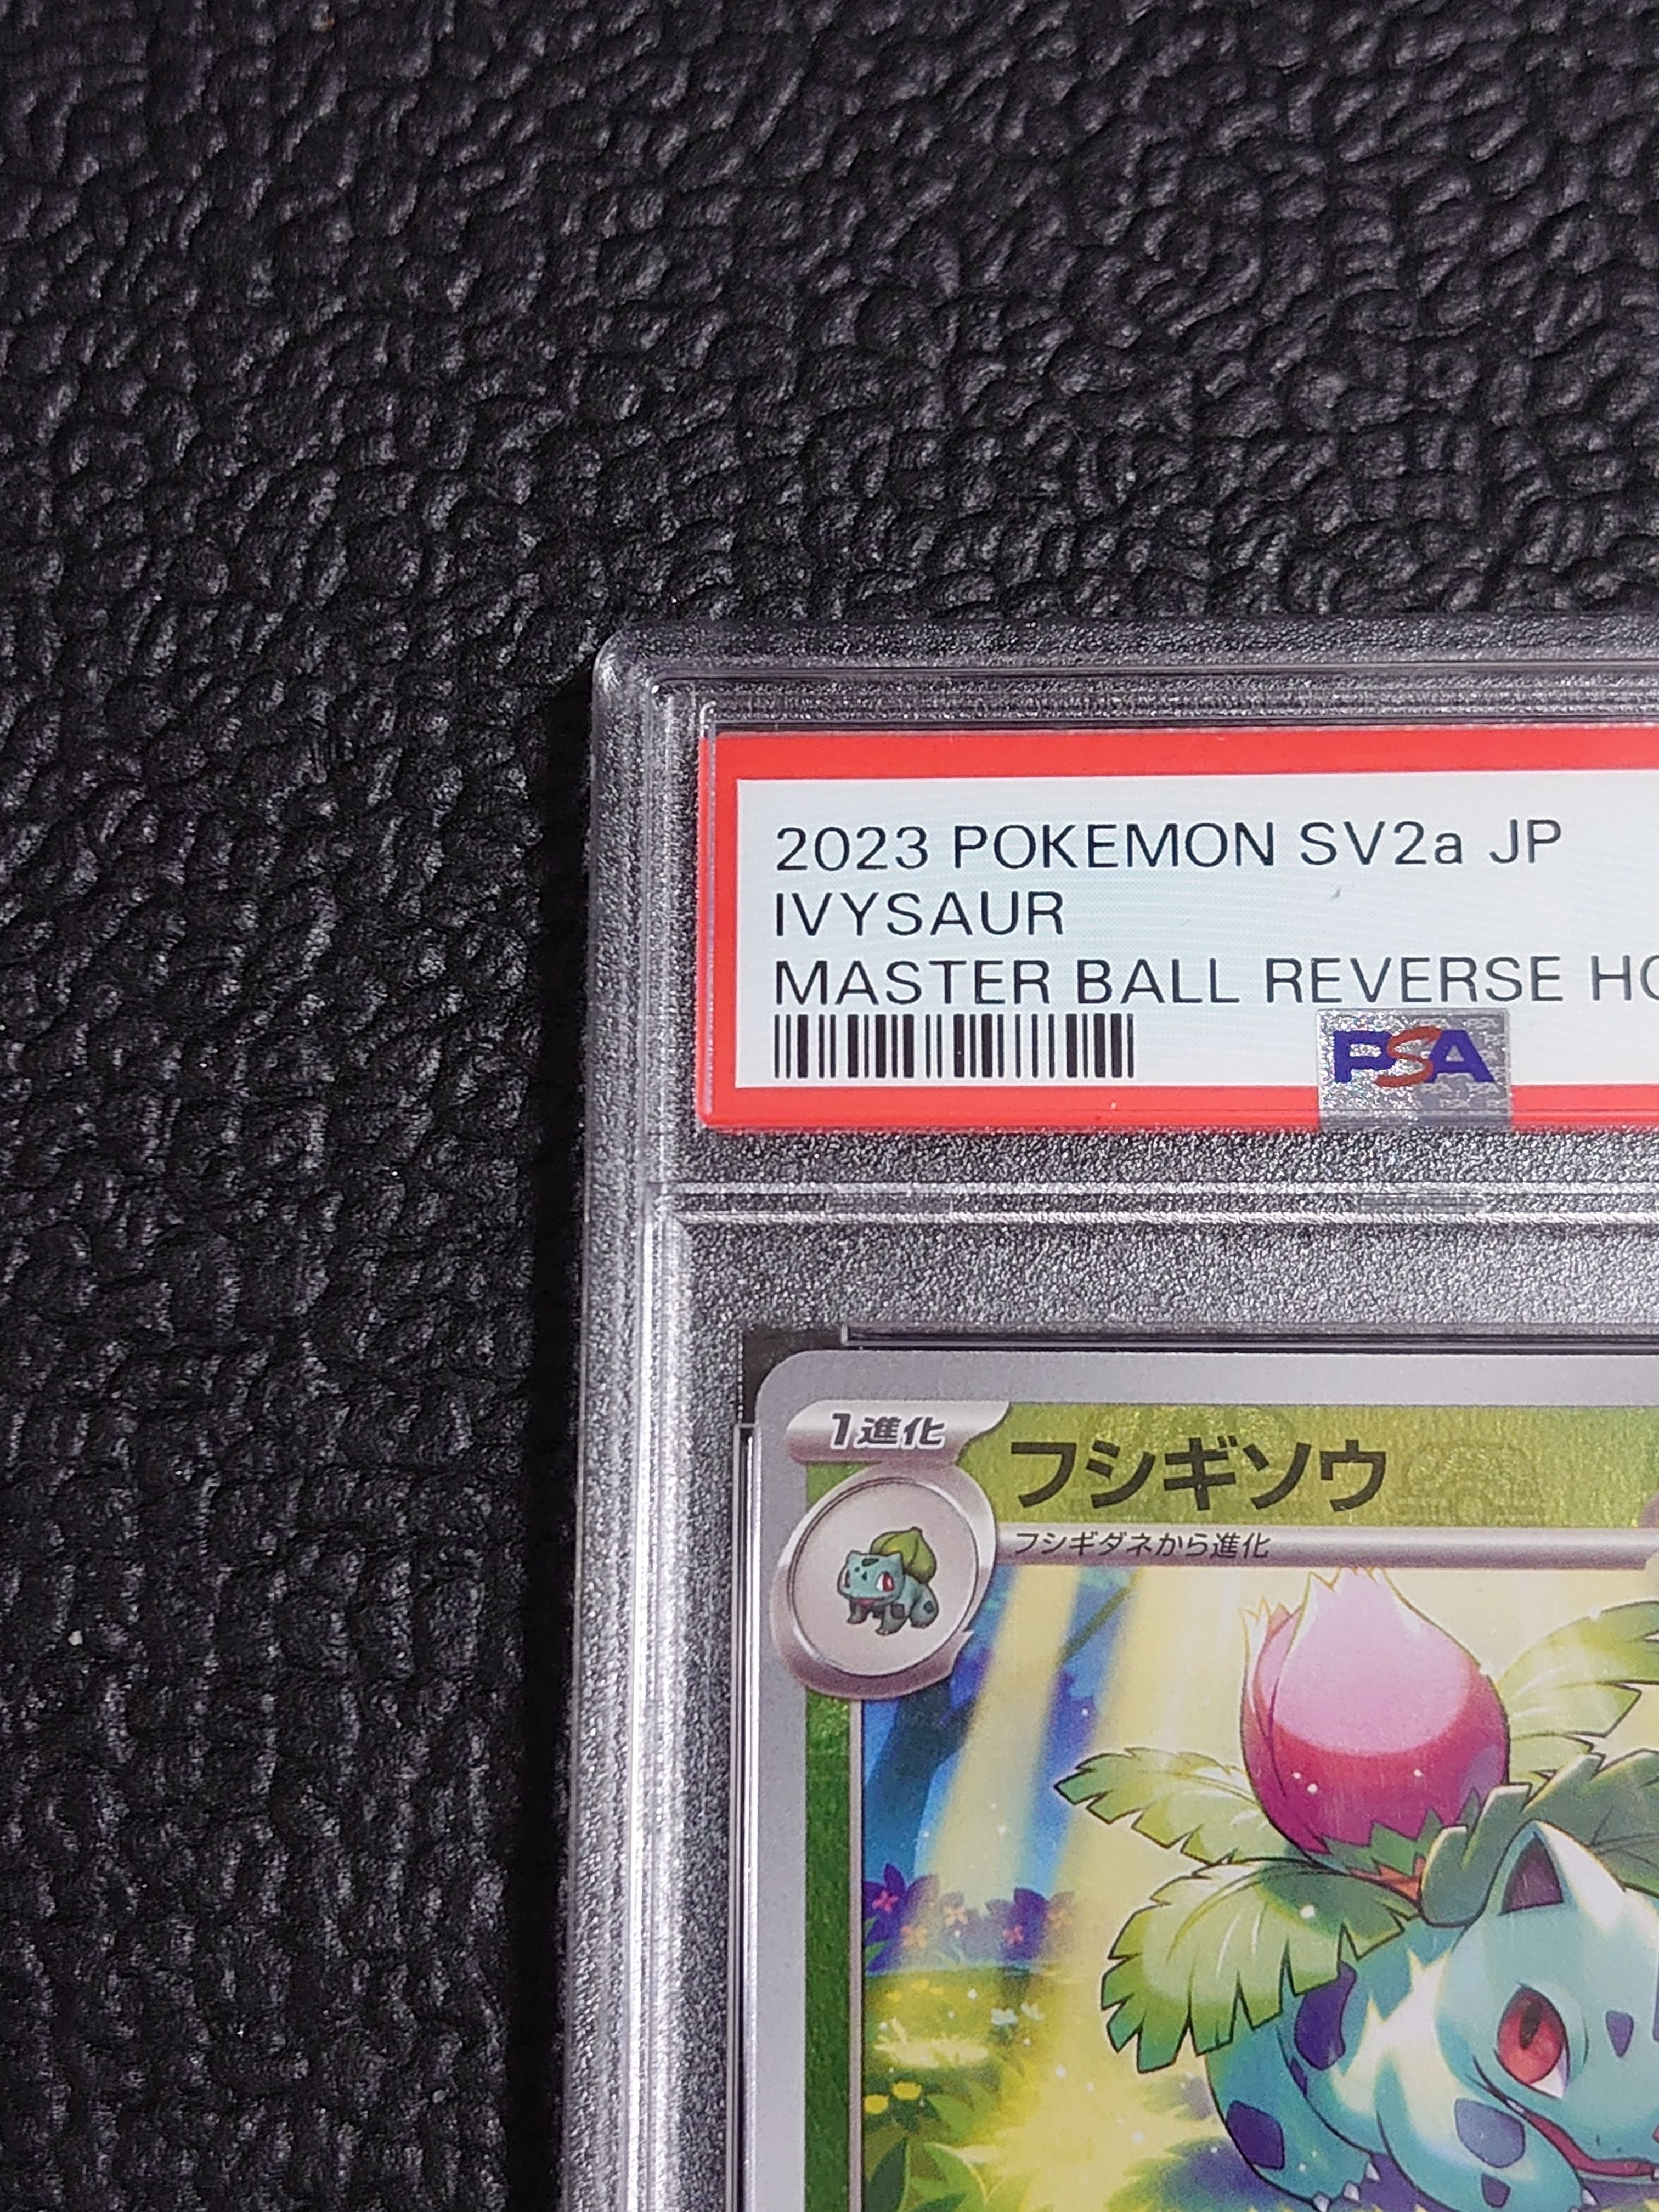 2023 POKEMON SV2a JP
IVYSAUR
MASTER BALL REVERSE
PSA
1進化
フシギソウ
フシギダネから進化